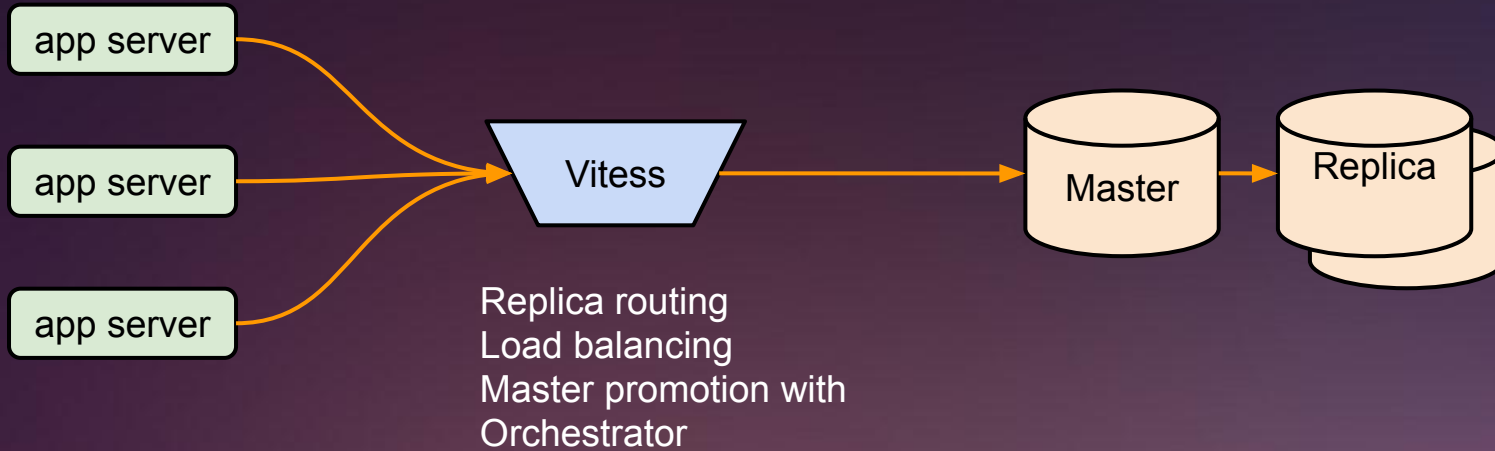 app server
app server
app server
Vitess
Master
Replica
Replica routing
Load balancing
Master promotion with
Orchestrator